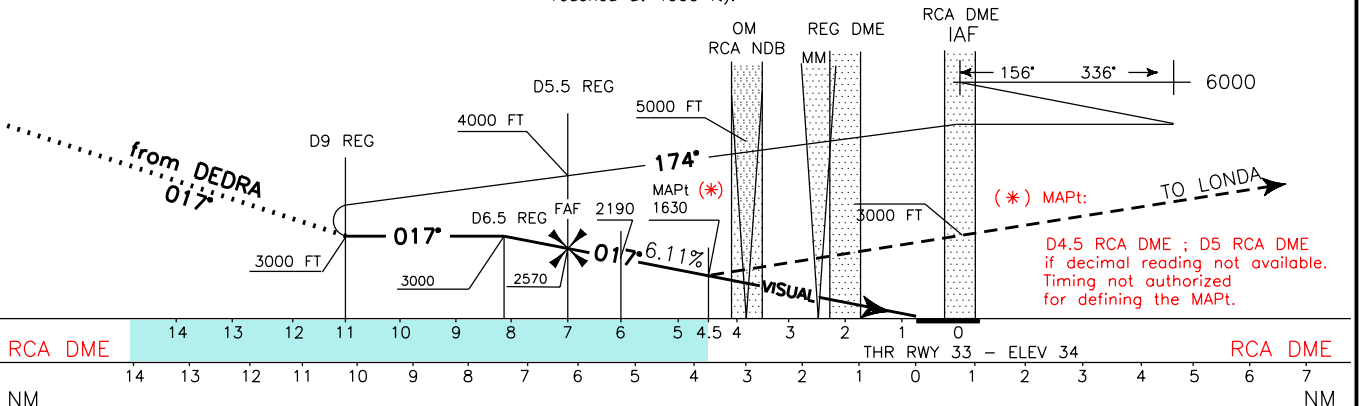 RCA DME
IAF
OM
RCA NDB
REG DME
MM
156° 336°
6000
D5.5 REG
5000 FT
4000 FT
D9 REG
from DEDRA
017°
174°
MAPt (*)
1630
TO LONDA
(*) MAPt:
3000 FT
D6.5 REG
FAF
2190
017°
017°
6.11%
D4.5 RCA DME ; D5 RCA DME
if decimal reading not available.
Timing not authorized
for defining the MAPt.
3000 FT
3000
2570
VISUAL
14 13 12 11 10 9 8 7 6 5 4.5 4 3 2 1 0
RCA DME
THR RWY 33 - ELEV 34
RCA DME
14 13 12 11 10 9 8 7 6 5 4 3 2 1 0 1 2 3 4 5 6 7
NM
NM